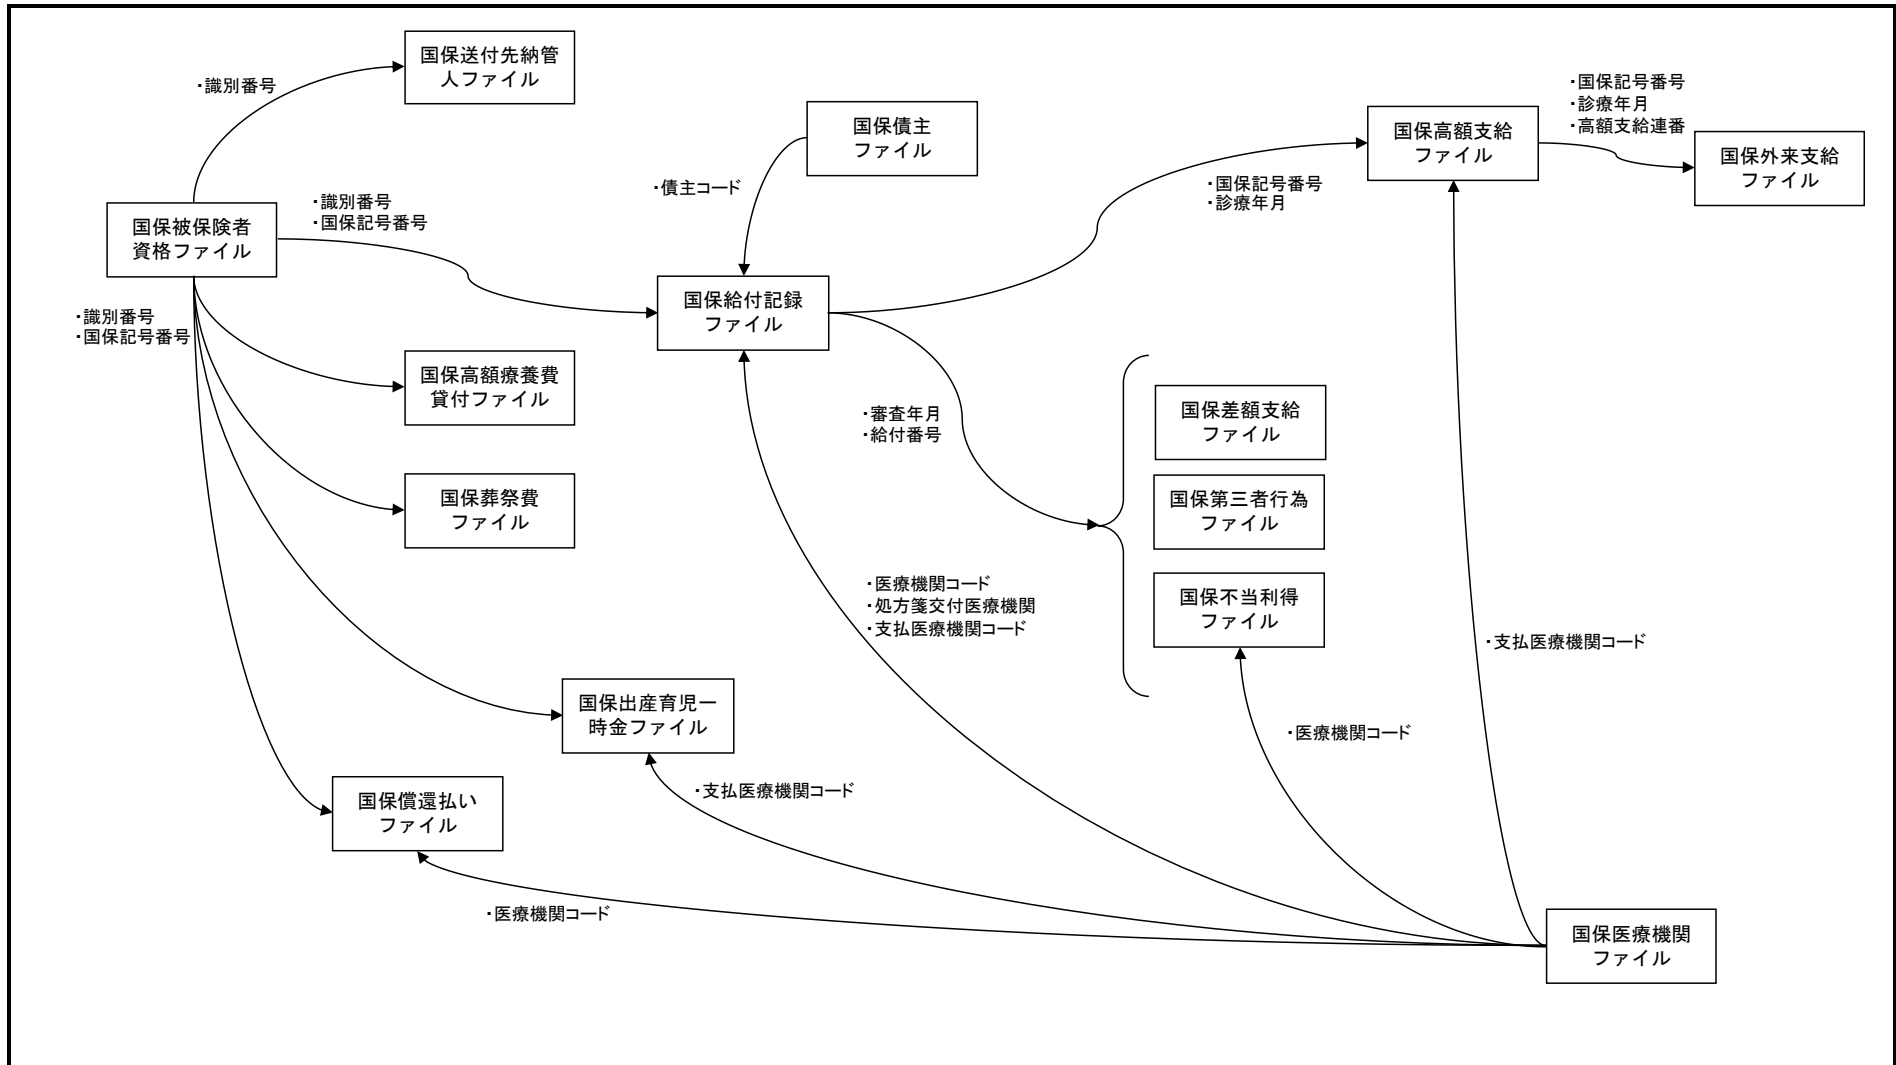 国保送付先納管
人ファイル
・識別番号
国保債主
ファイル
・債主コード
国保高額支給
ファイル
・国保記号番号
・診療年月
・高額支給連番
国保外来支給
ファイル
・国保記号番号
・診療年月
国保被保険者
資格ファイル
・識別番号
・国保記号番号
国保給付記録
ファイル
・識別番号
・国保記号番号
国保高額療養費
貸付ファイル
国保葬祭費
ファイル
・審査年月
・給付番号
国保差額支給
ファイル
国保第三者行為
ファイル
国保不当利得
ファイル
・医療機関コード
・処方箋交付医療機関
・支払医療機関コード
・支払医療機関コード
・医療機関コード
国保出産育児一
時金ファイル
・支払医療機関コード
国保償還払い
ファイル
・医療機関コード
国保医療機関
ファイル